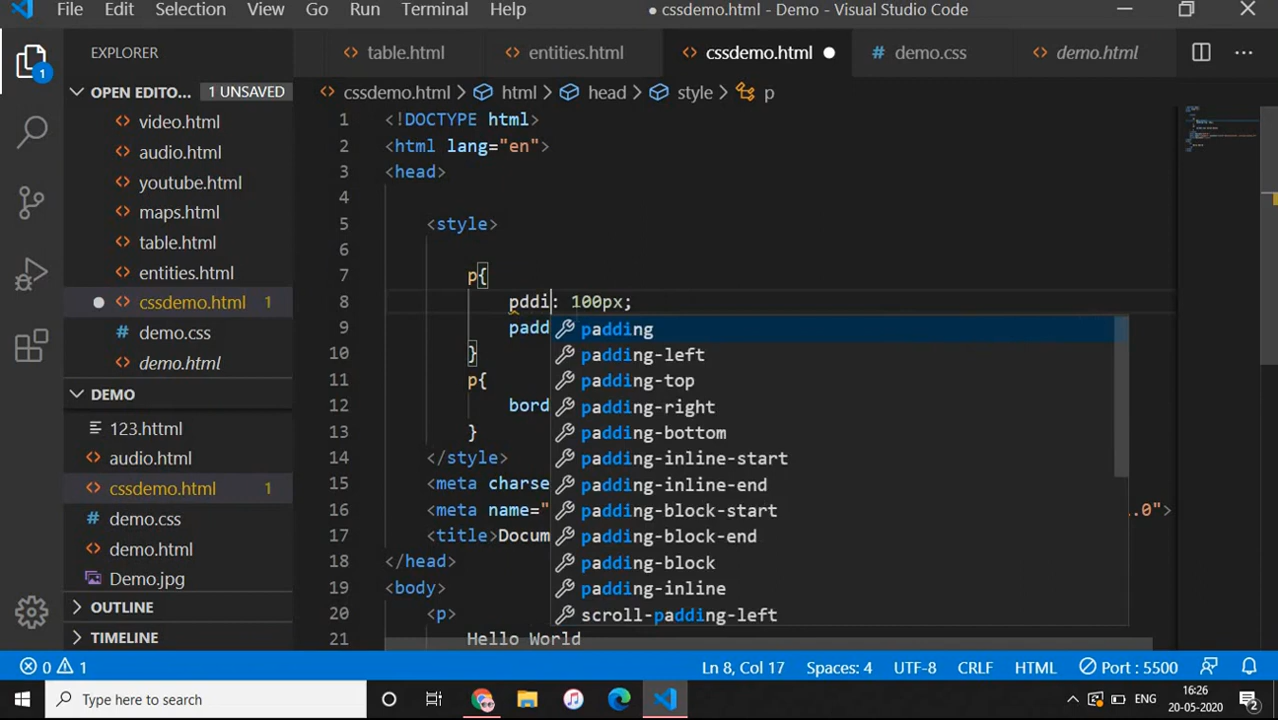 File Edit Selection View Go Run Terminal Help ● cssdemo.html - Demo - Visual Studio Code
EXPLORER
table.html entities.html cssdemo.html demo.css demo.html
OPEN EDITO... 1 UNSAVED
video.html
audio.html
youtube.html
maps.html
table.html
entities.html
cssdemo.html 1
demo.css
demo.html
DEMO
123.httml
audio.html
cssdemo.html 1
demo.css
demo.html
Demo.jpg
OUTLINE
TIMELINE
cssdemo.html > html > head > style > p
1 <!DOCTYPE html>
2 <html lang="en">
3 <head>
4
5 <style>
6
7 p{
8 pddi: 100px;
9 padd
10 }
11 p{
12 bord
13 }
14 </style>
15 <meta charse
16 <meta name=" .0">
17 <title>Docum
18 </head>
19 <body>
20 <p>
21 Hello World
padding
padding-left
padding-top
padding-right
padding-bottom
padding-inline-start
padding-inline-end
padding-block-start
padding-block-end
padding-block
padding-inline
scroll-padding-left
1
0 1 Ln 8, Col 17 Spaces: 4 UTF-8 CRLF HTML Port : 5500
Type here to search ENG 16:26
20-05-2020 2